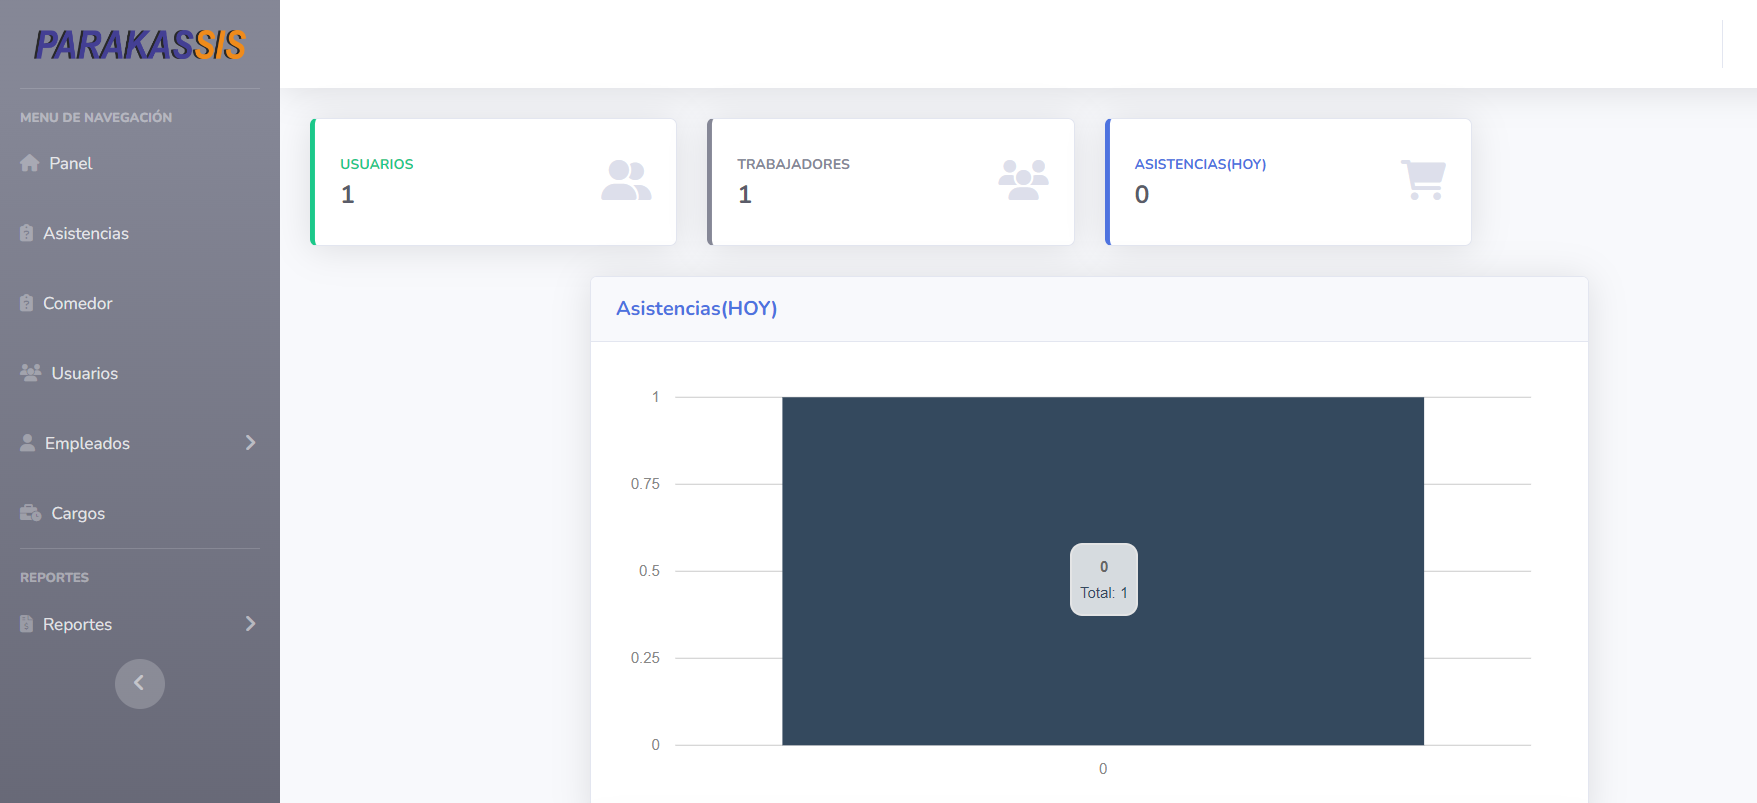 PARAKASSIS
MENU DE NAVEGACIÓN
Panel
Asistencias
Comedor
Usuarios
Empleados
Cargos
REPORTES
Reportes
USUARIOS
1
TRABAJADORES
1
ASISTENCIAS(HOY)
0
Asistencias(HOY)
1
0.75
0.5
0.25
0
0
Total: 1
0